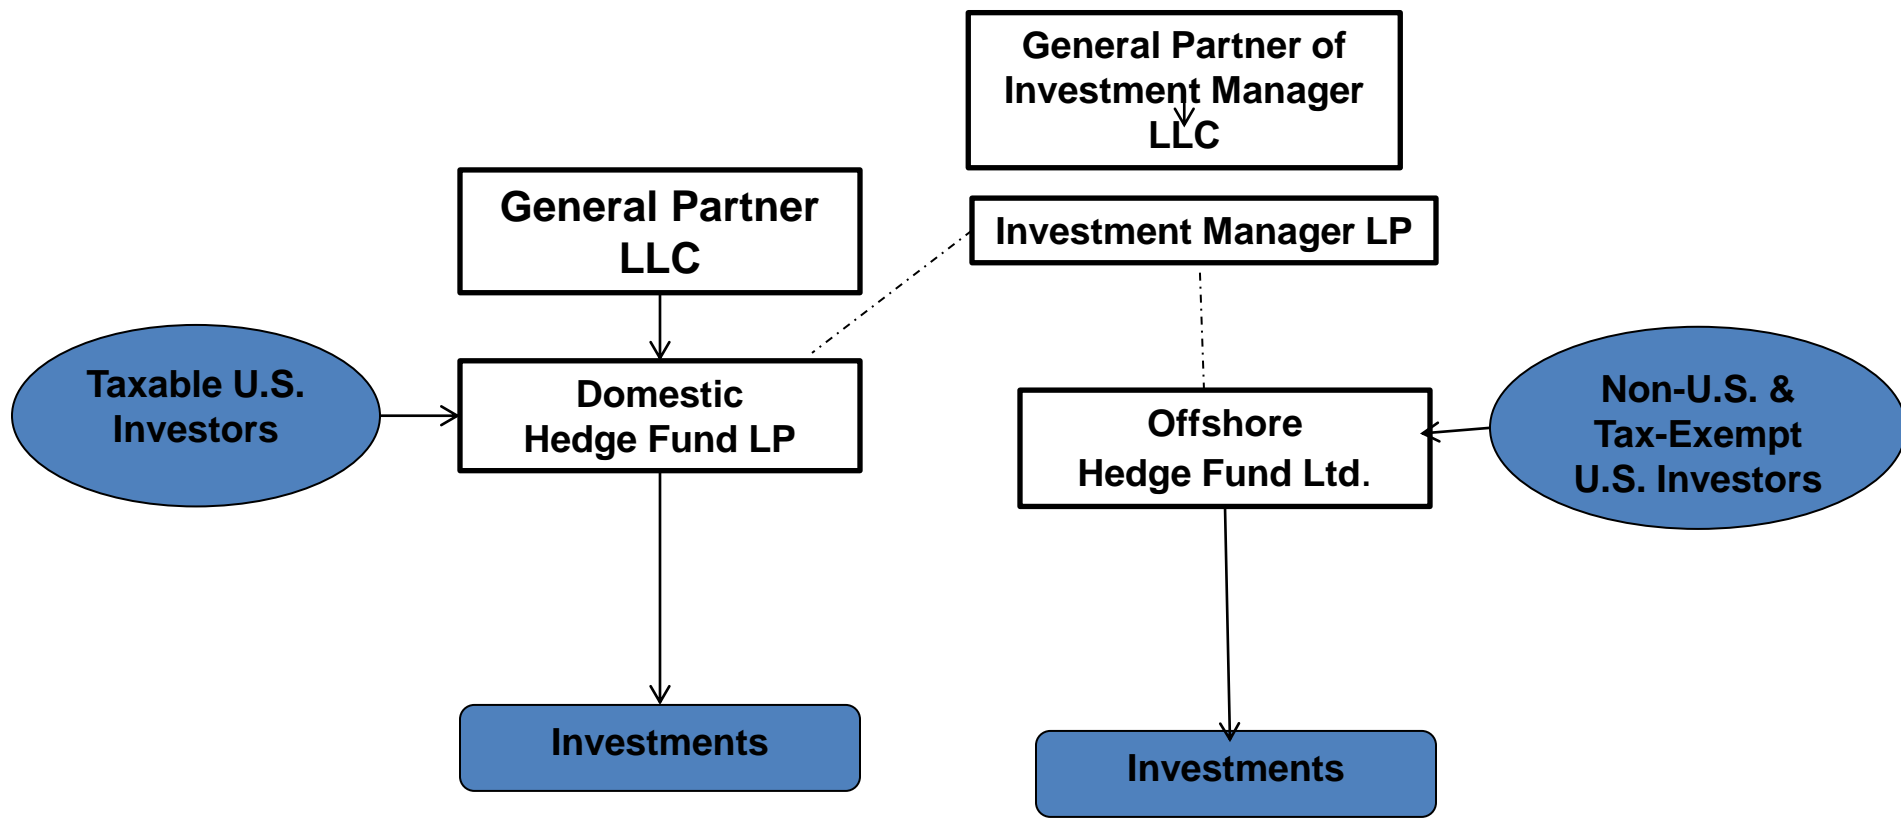 General Partner of
Investment Manager
LLC
General Partner
LLC
Investment Manager LP
Taxable U.S.
Investors
Domestic
Hedge Fund LP
Offshore
Hedge Fund Ltd.
Non-U.S. &
Tax-Exempt
U.S. Investors
Investments
Investments